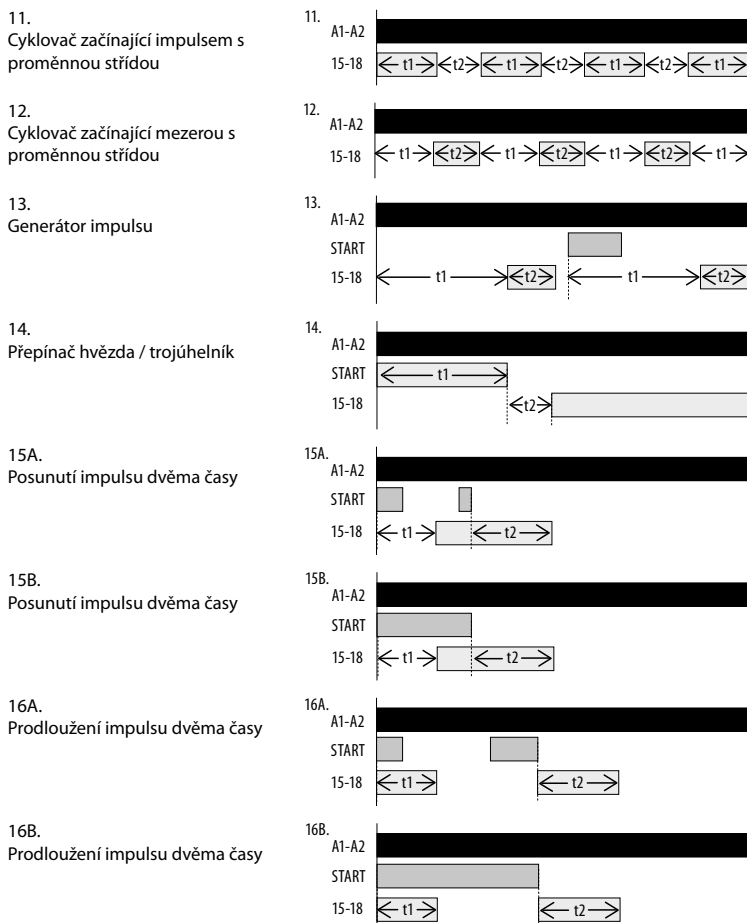 11.
Cyklovač začínající impulsem s
proměnnou střídou
11.
A1-A2
15-18 t1 t2 t1 t2 t1 t2 t1
12.
Cyklovač začínající mezerou s
proměnnou střídou
12.
A1-A2
15-18 t1 t2 t1 t2 t1 t2 t1
13.
Generátor impulsu
13.
A1-A2
START
15-18 t1 t2 t1 t2
14.
Přepínač hvězda / trojúhelník
14.
A1-A2
START t1
15-18 t2
15A.
Posunutí impulsu dvěma časy
15A.
A1-A2
START
15-18 t1 t2
15B.
Posunutí impulsu dvěma časy
15B.
A1-A2
START
15-18 t1 t2
16A.
Prodloužení impulsu dvěma časy
16A.
A1-A2
START
15-18 t1 t2
16B.
Prodloužení impulsu dvěma časy
16B.
A1-A2
START
15-18 t1 t2